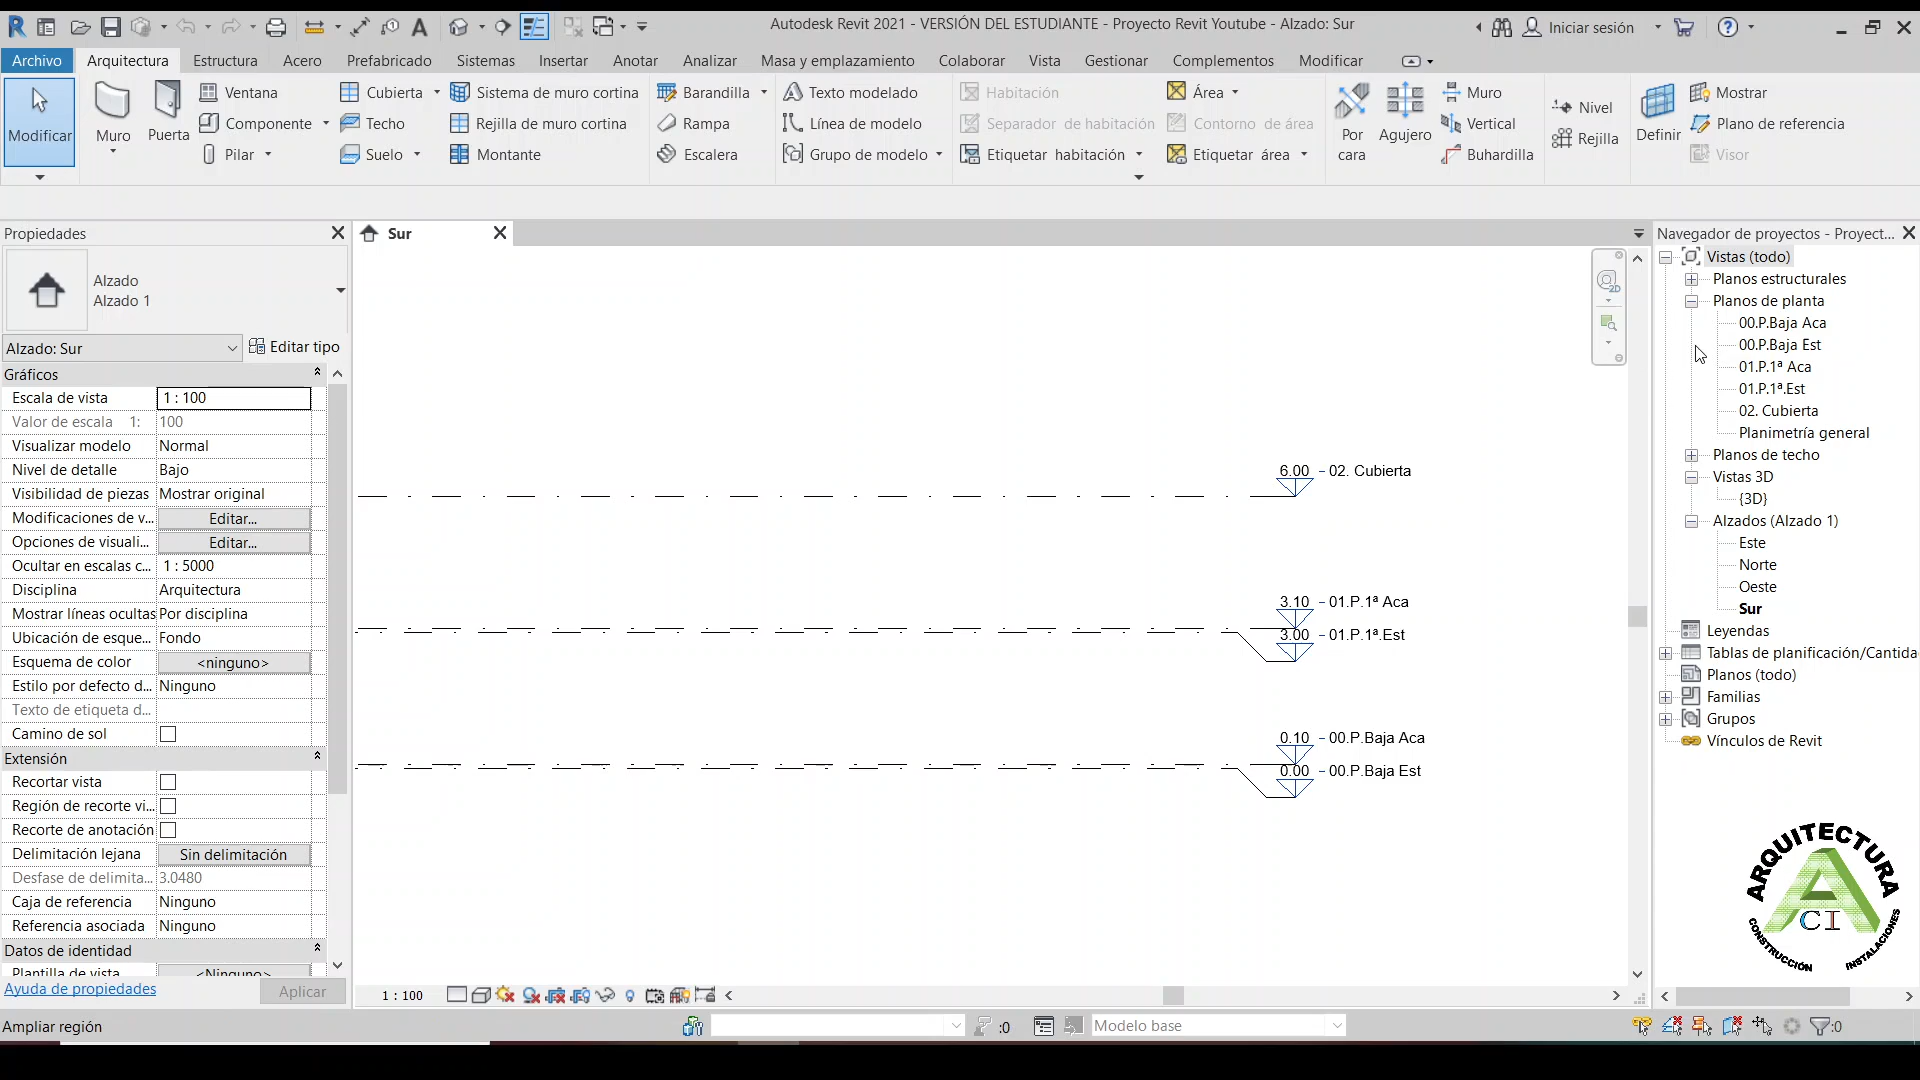 Autodesk Revit 2021 - VERSIÓN DEL ESTUDIANTE - Proyecto Revit Youtube - Alzado: Sur
Iniciar sesión
Archivo Arquitectura Estructura Acero Prefabricado Sistemas Insertar Anotar Analizar Masa y emplazamiento Colaborar Vista Gestionar Complementos Modificar
Modificar
Muro
Puerta
Ventana
Componente
Pilar
Cubierta
Techo
Suelo
Sistema de muro cortina
Rejilla de muro cortina
Montante
Barandilla
Rampa
Escalera
Texto modelado
Línea de modelo
Grupo de modelo
Habitación
Separador de habitación
Etiquetar habitación
Área
Contorno de área
Etiquetar área
Por cara
Agujero
Muro
Vertical
Buhardilla
Nivel
Rejilla
Definir
Mostrar
Plano de referencia
Visor
Propiedades
Alzado
Alzado 1
Alzado: Sur
Editar tipo
Gráficos
Escala de vista 1 : 100
Valor de escala 1: 100
Visualizar modelo Normal
Nivel de detalle Bajo
Visibilidad de piezas Mostrar original
Modificaciones de v... Editar...
Opciones de visuali... Editar...
Ocultar en escalas c... 1 : 5000
Disciplina Arquitectura
Mostrar líneas ocultas Por disciplina
Ubicación de esque... Fondo
Esquema de color <ninguno>
Estilo por defecto d... Ninguno
Texto de etiqueta d...
Camino de sol
Extensión
Recortar vista
Región de recorte vi...
Recorte de anotación
Delimitación lejana Sin delimitación
Desfase de delimita... 3.0480
Caja de referencia Ninguno
Referencia asociada Ninguno
Datos de identidad
Plantilla de vista <Ninguno>
Ayuda de propiedades
Aplicar
Sur
6.00 - 02. Cubierta
3.10 - 01.P.1ª Aca
3.00 - 01.P.1ª.Est
0.10 - 00.P.Baja Aca
0.00 - 00.P.Baja Est
2D
1 : 100
Navegador de proyectos - Proyect...
Vistas (todo)
Planos estructurales
Planos de planta
00.P.Baja Aca
00.P.Baja Est
01.P.1ª Aca
01.P.1ª.Est
02. Cubierta
Planimetría general
Planos de techo
Vistas 3D
{3D}
Alzados (Alzado 1)
Este
Norte
Oeste
Sur
Leyendas
Tablas de planificación/Cantida
Planos (todo)
Familias
Grupos
Vínculos de Revit
ARQUITECTURA
CI
CONSTRUCCIÓN
INSTALACIONES
Ampliar región
:0
Modelo base
:0